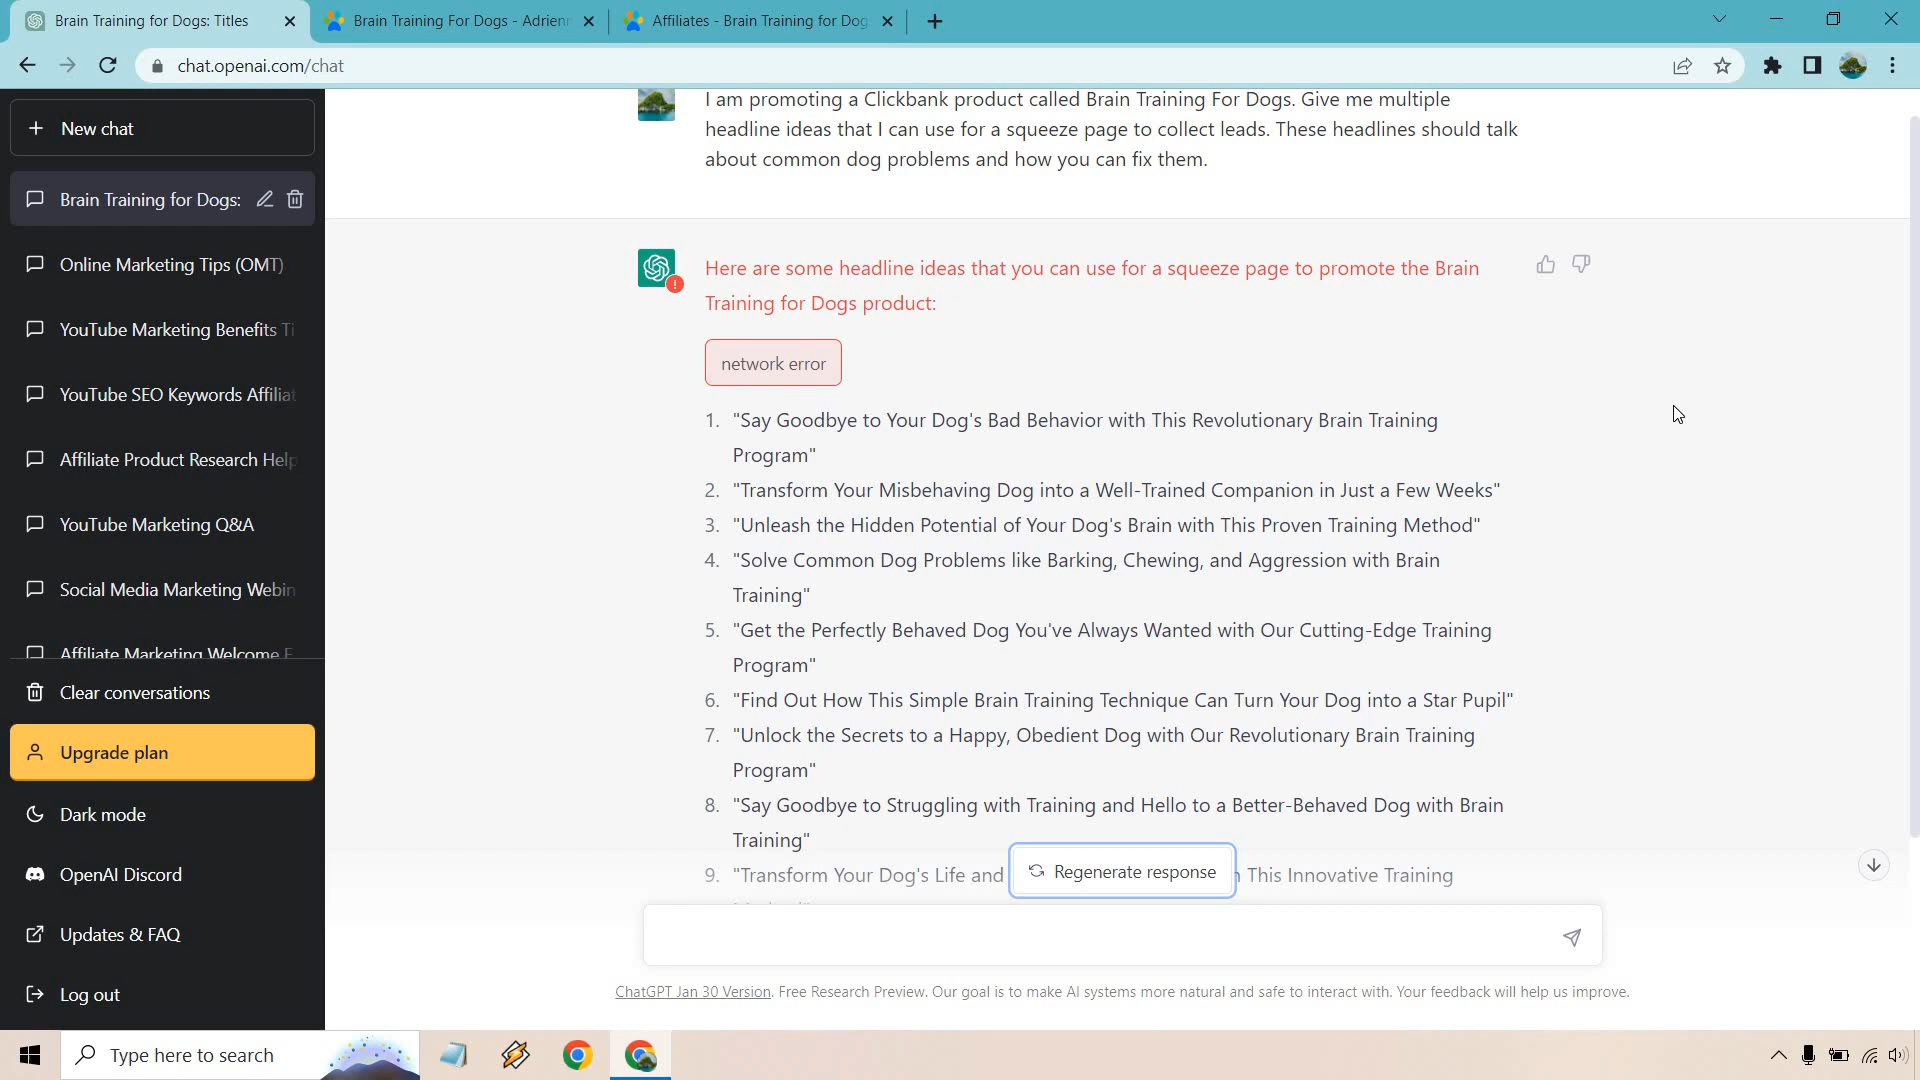 Brain Training for Dogs: Titles
Brain Training For Dogs - Adrienn
Affiliates - Brain Training for Dog
chat.openai.com/chat
New chat
Brain Training for Dogs:
Online Marketing Tips (OMT)
YouTube Marketing Benefits Ti
YouTube SEO Keywords Affiliat
Affiliate Product Research Help
YouTube Marketing Q&A
Social Media Marketing Webin
Affiliate Marketing Welcome E
Clear conversations
Upgrade plan
Dark mode
OpenAI Discord
Updates & FAQ
Log out
I am promoting a Clickbank product called Brain Training For Dogs. Give me multiple
headline ideas that I can use for a squeeze page to collect leads. These headlines should talk
about common dog problems and how you can fix them.
Here are some headline ideas that you can use for a squeeze page to promote the Brain
Training for Dogs product:
network error
1. "Say Goodbye to Your Dog's Bad Behavior with This Revolutionary Brain Training
Program"
2. "Transform Your Misbehaving Dog into a Well-Trained Companion in Just a Few Weeks"
3. "Unleash the Hidden Potential of Your Dog's Brain with This Proven Training Method"
4. "Solve Common Dog Problems like Barking, Chewing, and Aggression with Brain
Training"
5. "Get the Perfectly Behaved Dog You've Always Wanted with Our Cutting-Edge Training
Program"
6. "Find Out How This Simple Brain Training Technique Can Turn Your Dog into a Star Pupil"
7. "Unlock the Secrets to a Happy, Obedient Dog with Our Revolutionary Brain Training
Program"
8. "Say Goodbye to Struggling with Training and Hello to a Better-Behaved Dog with Brain
Training"
9. "Transform Your Dog's Life and This Innovative Training
Regenerate response
ChatGPT Jan 30 Version. Free Research Preview. Our goal is to make AI systems more natural and safe to interact with. Your feedback will help us improve.
Type here to search